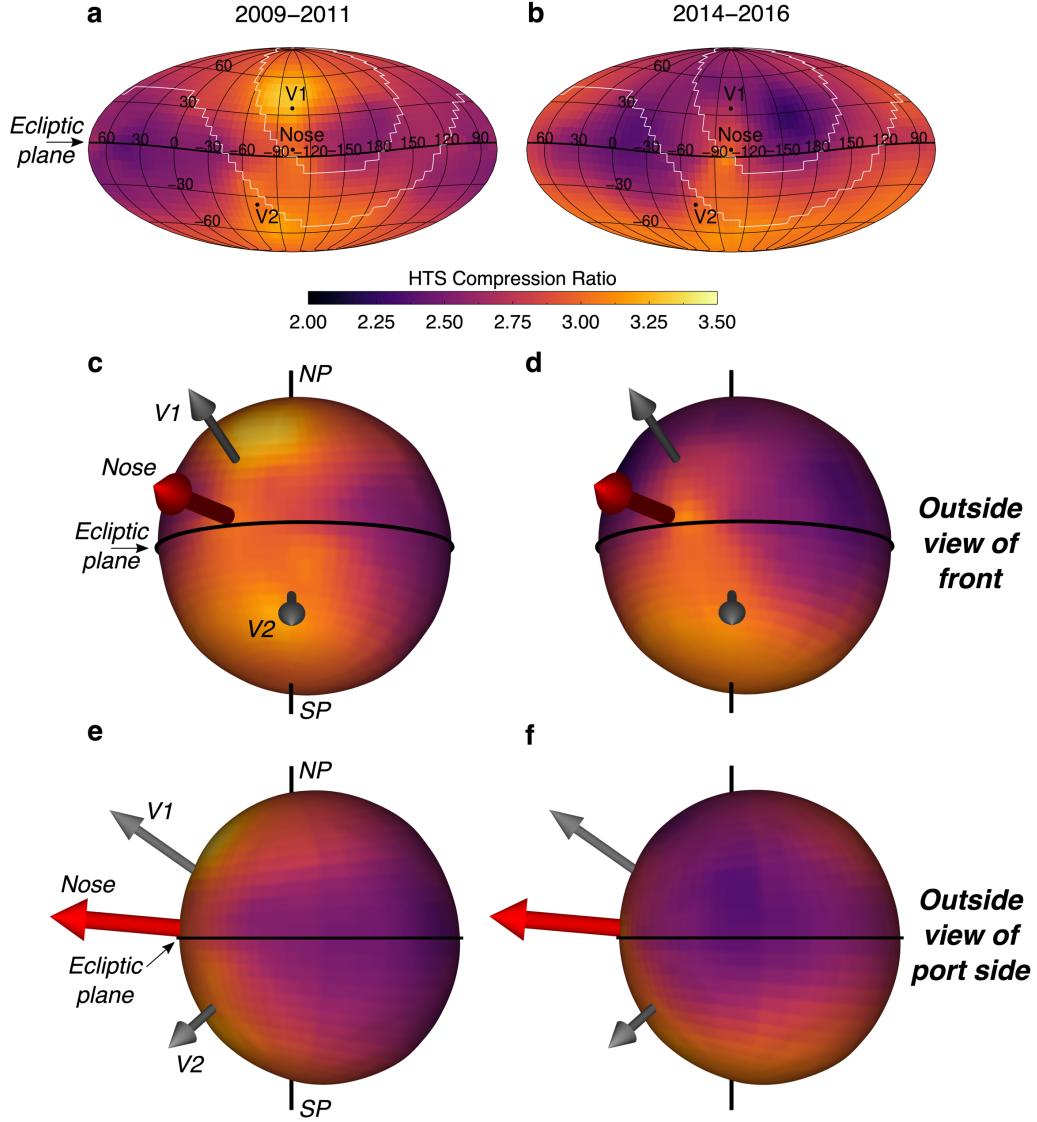 a
2009–2011
b
2014–2016
60
30
V1
Nose
Ecliptic
plane
60 30 0 −30 −60 −90 −120 −150 180 150 120 90
−30
V2
−60
60
30
V1
Nose
60 30 0 −30 −60 −90 −120 −150 180 150 120 90
−30
V2
−60
HTS Compression Ratio
2.00 2.25 2.50 2.75 3.00 3.25 3.50
c
NP
V1
Nose
Ecliptic
plane
V2
SP
d
Outside
view of
front
e
NP
V1
Nose
Ecliptic
plane
V2
SP
f
Outside
view of
port side